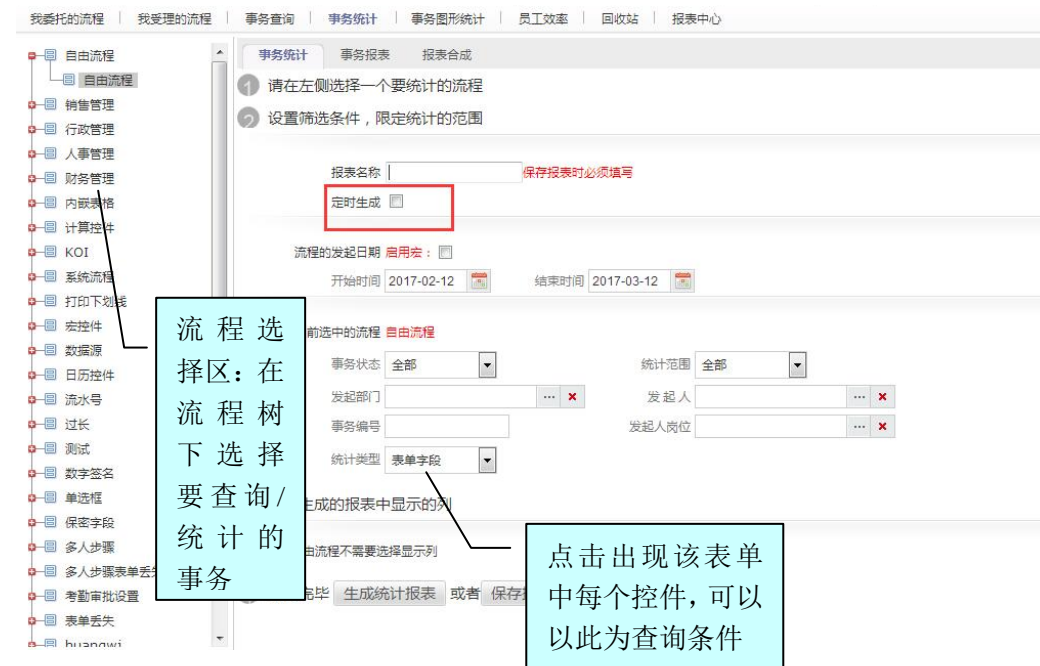 我委托的流程 我受理的流程 事务查询 事务统计 事务图形统计 员工效率 回收站 报表中心
自由流程
自由流程
销售管理
行政管理
人事管理
财务管理
内嵌表格
计算控件
KOI
系统流程
打印下划线
宏控件
数据源
日历控件
流水号
过长
测试
数字签名
单选框
保密字段
多人步骤
多人步骤表单丢失
考勤审批设置
表单丢失
huangwj
事务统计 事务报表 报表合成
1 请在左侧选择一个要统计的流程
2 设置筛选条件，限定统计的范围
报表名称 保存报表时必须填写
定时生成
流程的发起日期 启用宏：
开始时间 2017-02-12 结束时间 2017-03-12
前选中的流程 自由流程
事务状态 全部 统计范围 全部
发起部门 ... 发 起 人 ...
事务编号 发起人岗位 ...
统计类型 表单字段
生成的报表中显示的列
由流程不需要选择显示列
完毕 生成统计报表 或者 保存
流程选
择区：在
流程树
下选择
要查询/
统计的
事务
点击出现该表单
中每个控件，可以
以此为查询条件